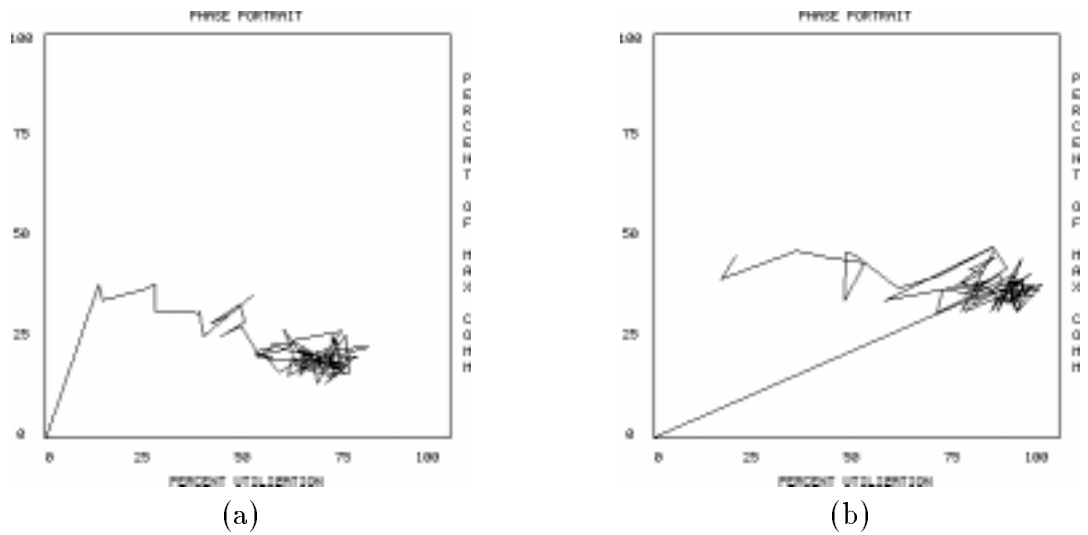 PHASE PORTRAIT
100
75
50
25
0
0 25 50 75 100
PERCENT UTILIZATION
PERCENT OF MAX COMM
(a)
PHASE PORTRAIT
100
75
50
25
0
0 25 50 75 100
PERCENT UTILIZATION
PERCENT OF MAX COMM
(b)